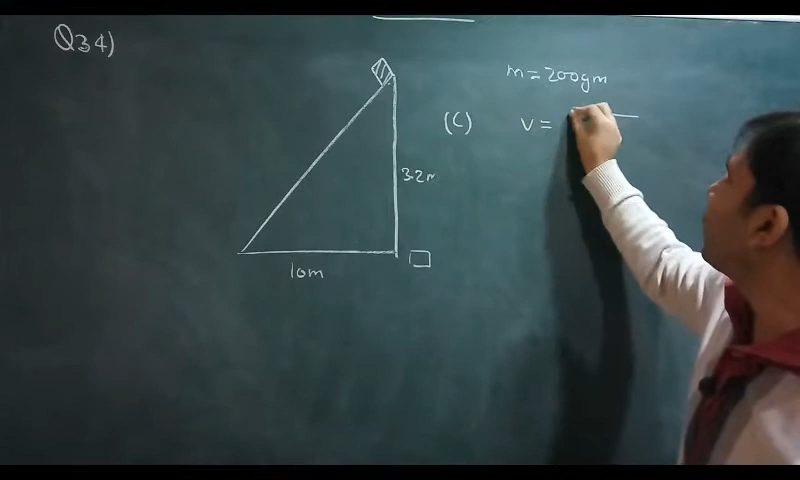 Q34)
m = 200gm
(C) v =
3.2m
10m